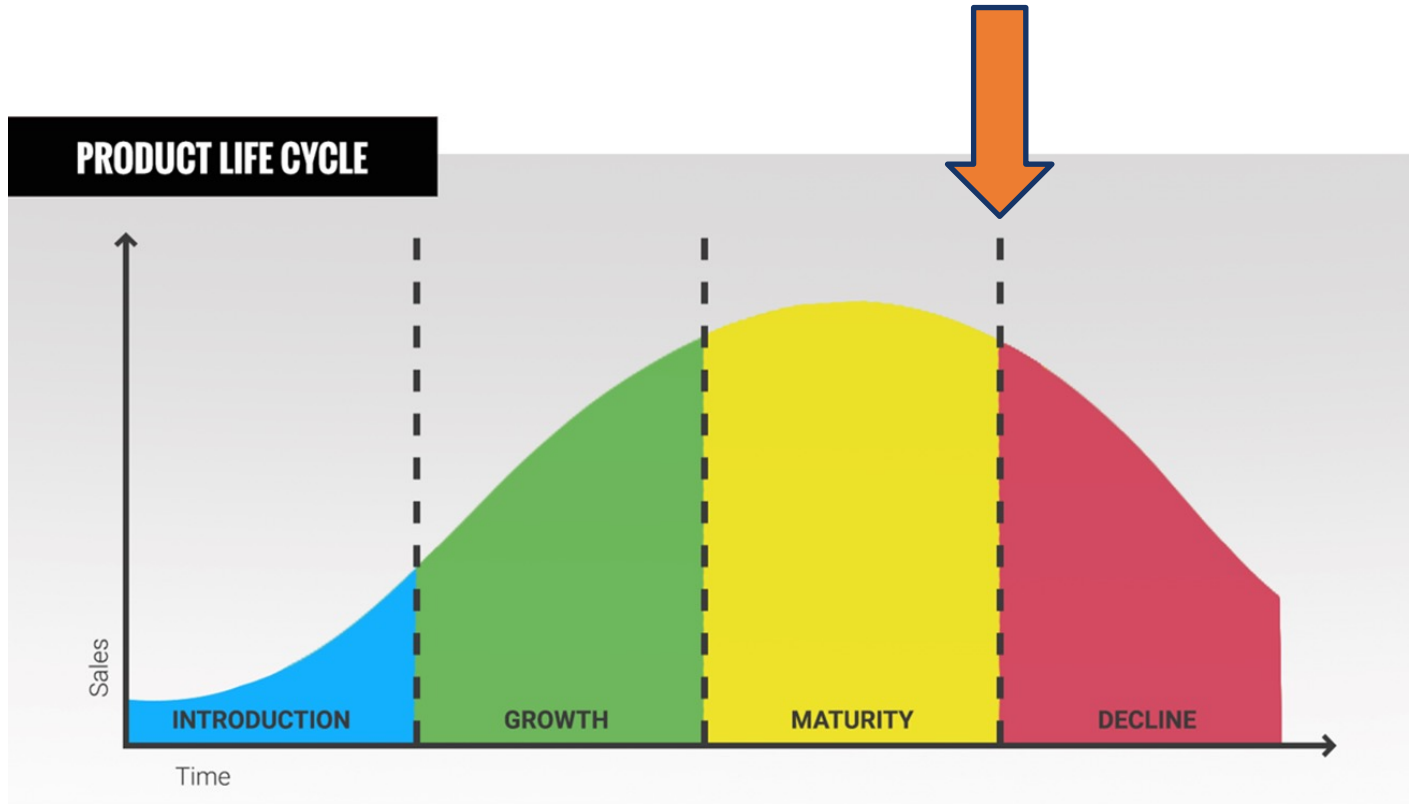 PRODUCT LIFE CYCLE
Sales
INTRODUCTION
GROWTH
MATURITY
DECLINE
Time